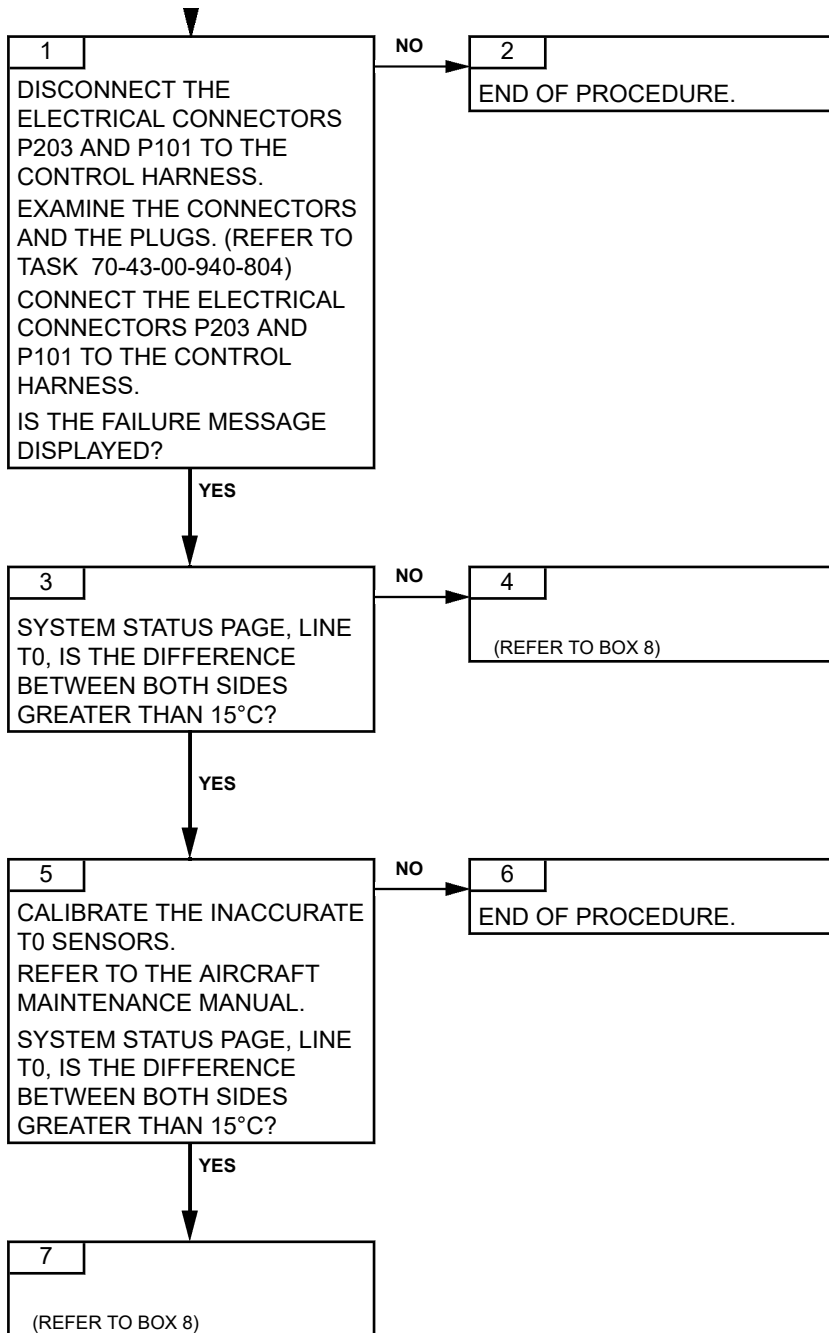 1
DISCONNECT THE
ELECTRICAL CONNECTORS
P203 AND P101 TO THE
CONTROL HARNESS.
EXAMINE THE CONNECTORS
AND THE PLUGS. (REFER TO
TASK 70-43-00-940-804)
CONNECT THE ELECTRICAL
CONNECTORS P203 AND
P101 TO THE CONTROL
HARNESS.
IS THE FAILURE MESSAGE
DISPLAYED?
NO
2
END OF PROCEDURE.
YES
3
SYSTEM STATUS PAGE, LINE
T0, IS THE DIFFERENCE
BETWEEN BOTH SIDES
GREATER THAN 15°C?
NO
4
(REFER TO BOX 8)
YES
5
CALIBRATE THE INACCURATE
T0 SENSORS.
REFER TO THE AIRCRAFT
MAINTENANCE MANUAL.
SYSTEM STATUS PAGE, LINE
T0, IS THE DIFFERENCE
BETWEEN BOTH SIDES
GREATER THAN 15°C?
NO
6
END OF PROCEDURE.
YES
7
(REFER TO BOX 8)